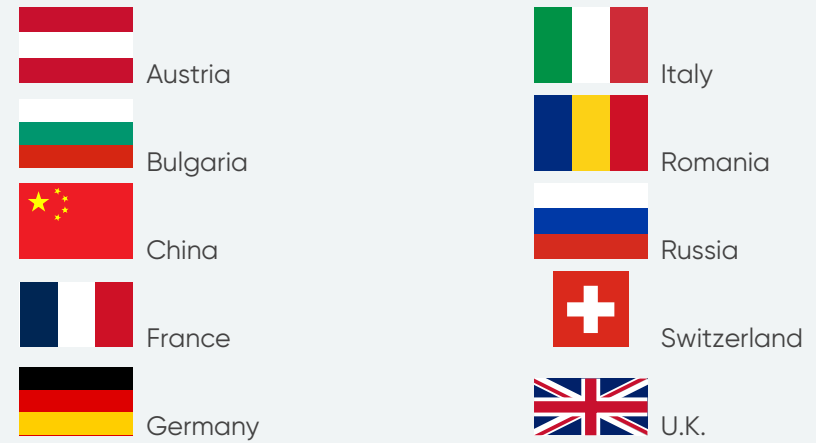 Austria
Bulgaria
China
France
Germany
Italy
Romania
Russia
Switzerland
U.K.